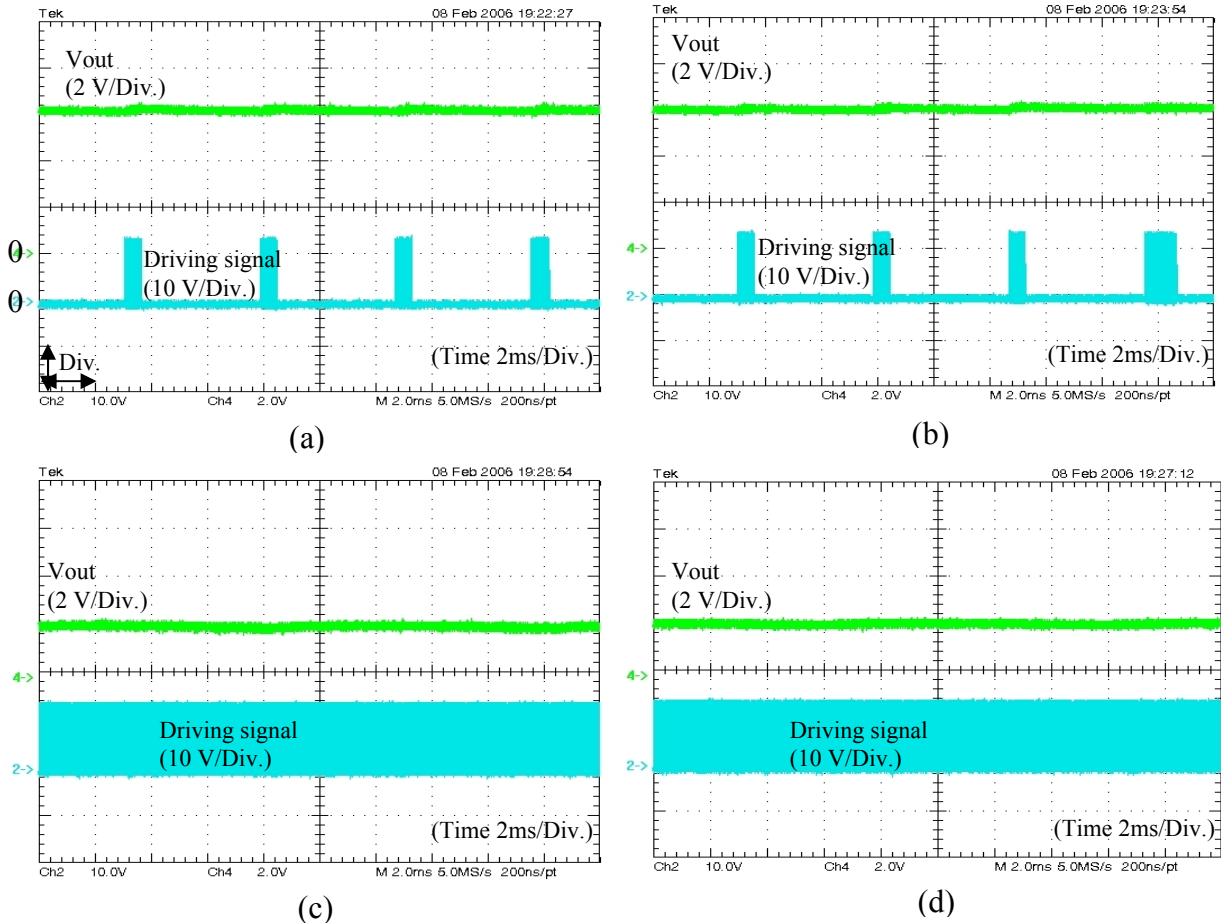 Tek 08 Feb 2006 19:22:27
Vout
(2 V/Div.)
0
4->
Driving signal
(10 V/Div.)
0
2->
Div.
(Time 2ms/Div.)
Ch2 10.0V Ch4 2.0V M 2.0ms 5.0MS/s 200ns/pt
(a)
Tek 08 Feb 2006 19:23:54
Vout
(2 V/Div.)
4->
Driving signal
(10 V/Div.)
2->
(Time 2ms/Div.)
Ch2 10.0V Ch4 2.0V M 2.0ms 5.0MS/s 200ns/pt
(b)
Tek 08 Feb 2006 19:28:54
Vout
(2 V/Div.)
4->
Driving signal
(10 V/Div.)
2->
(Time 2ms/Div.)
Ch2 10.0V Ch4 2.0V M 2.0ms 5.0MS/s 200ns/pt
(c)
Tek 08 Feb 2006 19:27:12
Vout
(2 V/Div.)
4->
Driving signal
(10 V/Div.)
2->
(Time 2ms/Div.)
Ch2 10.0V Ch4 2.0V M 2.0ms 5.0MS/s 200ns/pt
(d)